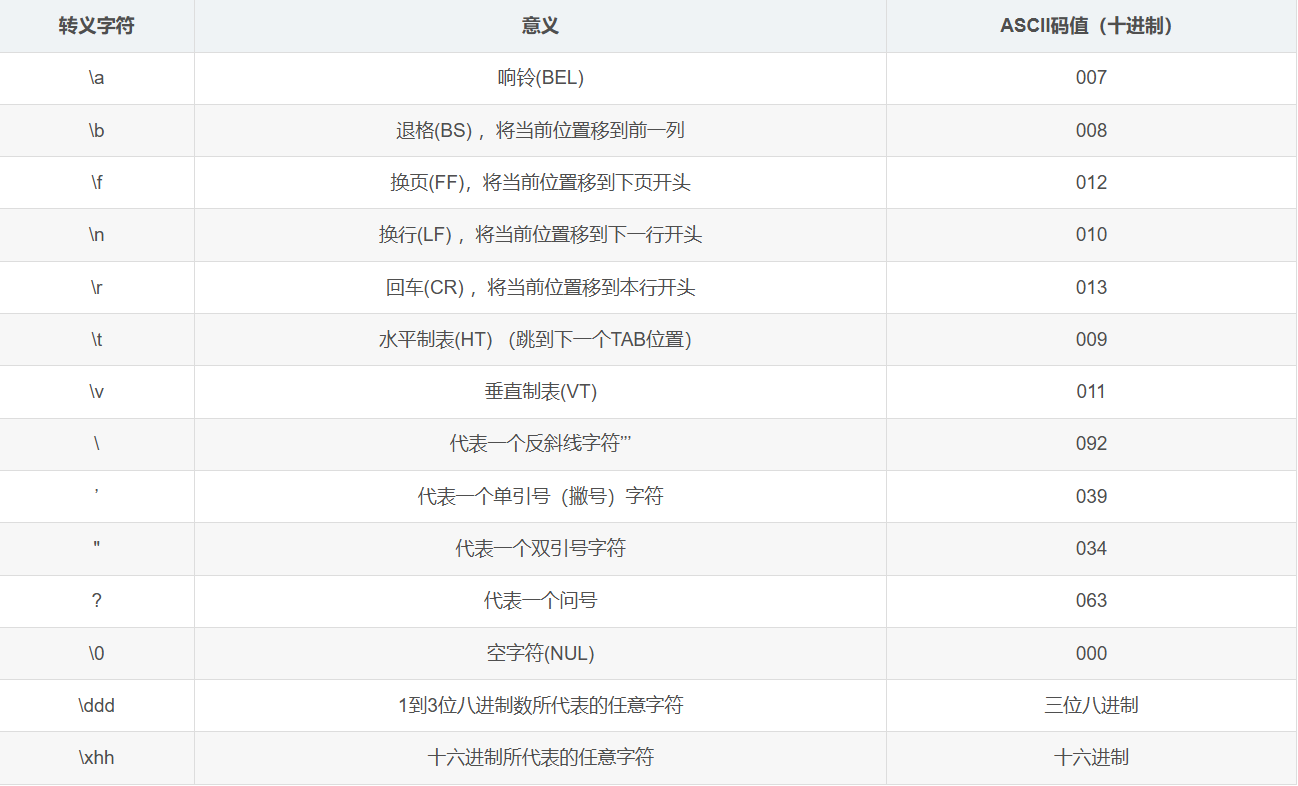 转义字符 意义 ASCII码值（十进制）
\a 响铃(BEL) 007
\b 退格(BS) ，将当前位置移到前一列 008
\f 换页(FF)，将当前位置移到下页开头 012
\n 换行(LF) ，将当前位置移到下一行开头 010
\r 回车(CR) ，将当前位置移到本行开头 013
\t 水平制表(HT) （跳到下一个TAB位置） 009
\v 垂直制表(VT) 011
\ 代表一个反斜线字符”’ 092
’ 代表一个单引号（撇号）字符 039
" 代表一个双引号字符 034
? 代表一个问号 063
\0 空字符(NUL) 000
\ddd 1到3位八进制数所代表的任意字符 三位八进制
\xhh 十六进制所代表的任意字符 十六进制